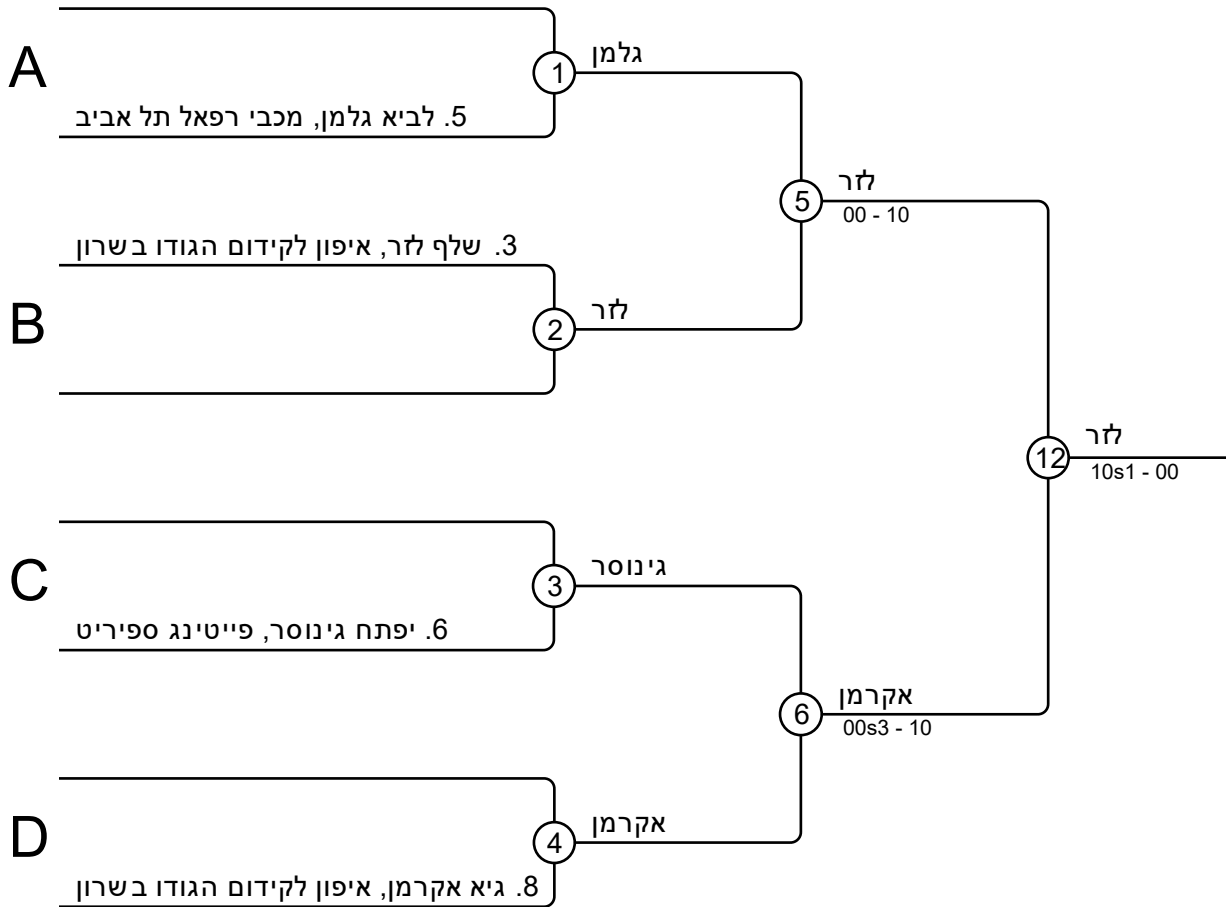 A
1
גלמן
5. לביא גלמן, מכבי רפאל תל אביב
5
לזר
00 - 10
3. שלף לזר, איפון לקידום הגודו בשרון
B
2
לזר
12
לזר
10s1 - 00
C
3
גינוסר
6. יפתח גינוסר, פייטינג ספיריט
6
אקרמן
00s3 - 10
D
4
אקרמן
8. גיא אקרמן, איפון לקידום הגודו בשרון